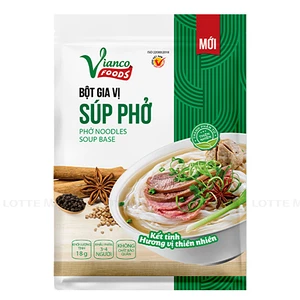 Vianco
FOODS
MỚI
BỘT GIA VỊ
SÚP PHỞ
PHỞ NOODLES
SOUP BASE
Kết tinh
Hương vị thiên nhiên
18g
3-4
NGƯỜI
KHÔNG
LOTTE M